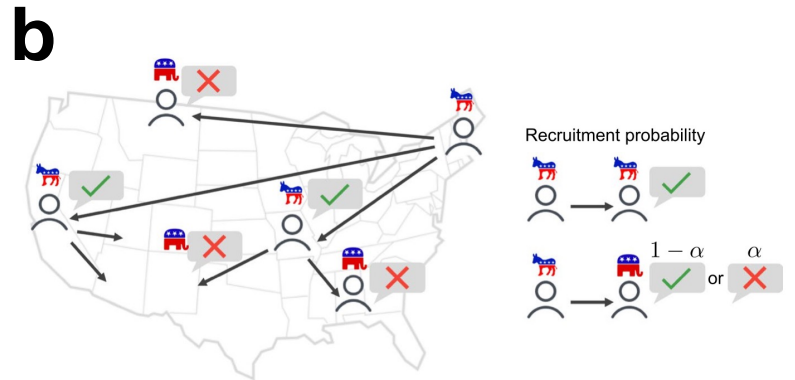 b
Recruitment probability
1 − α
α
or